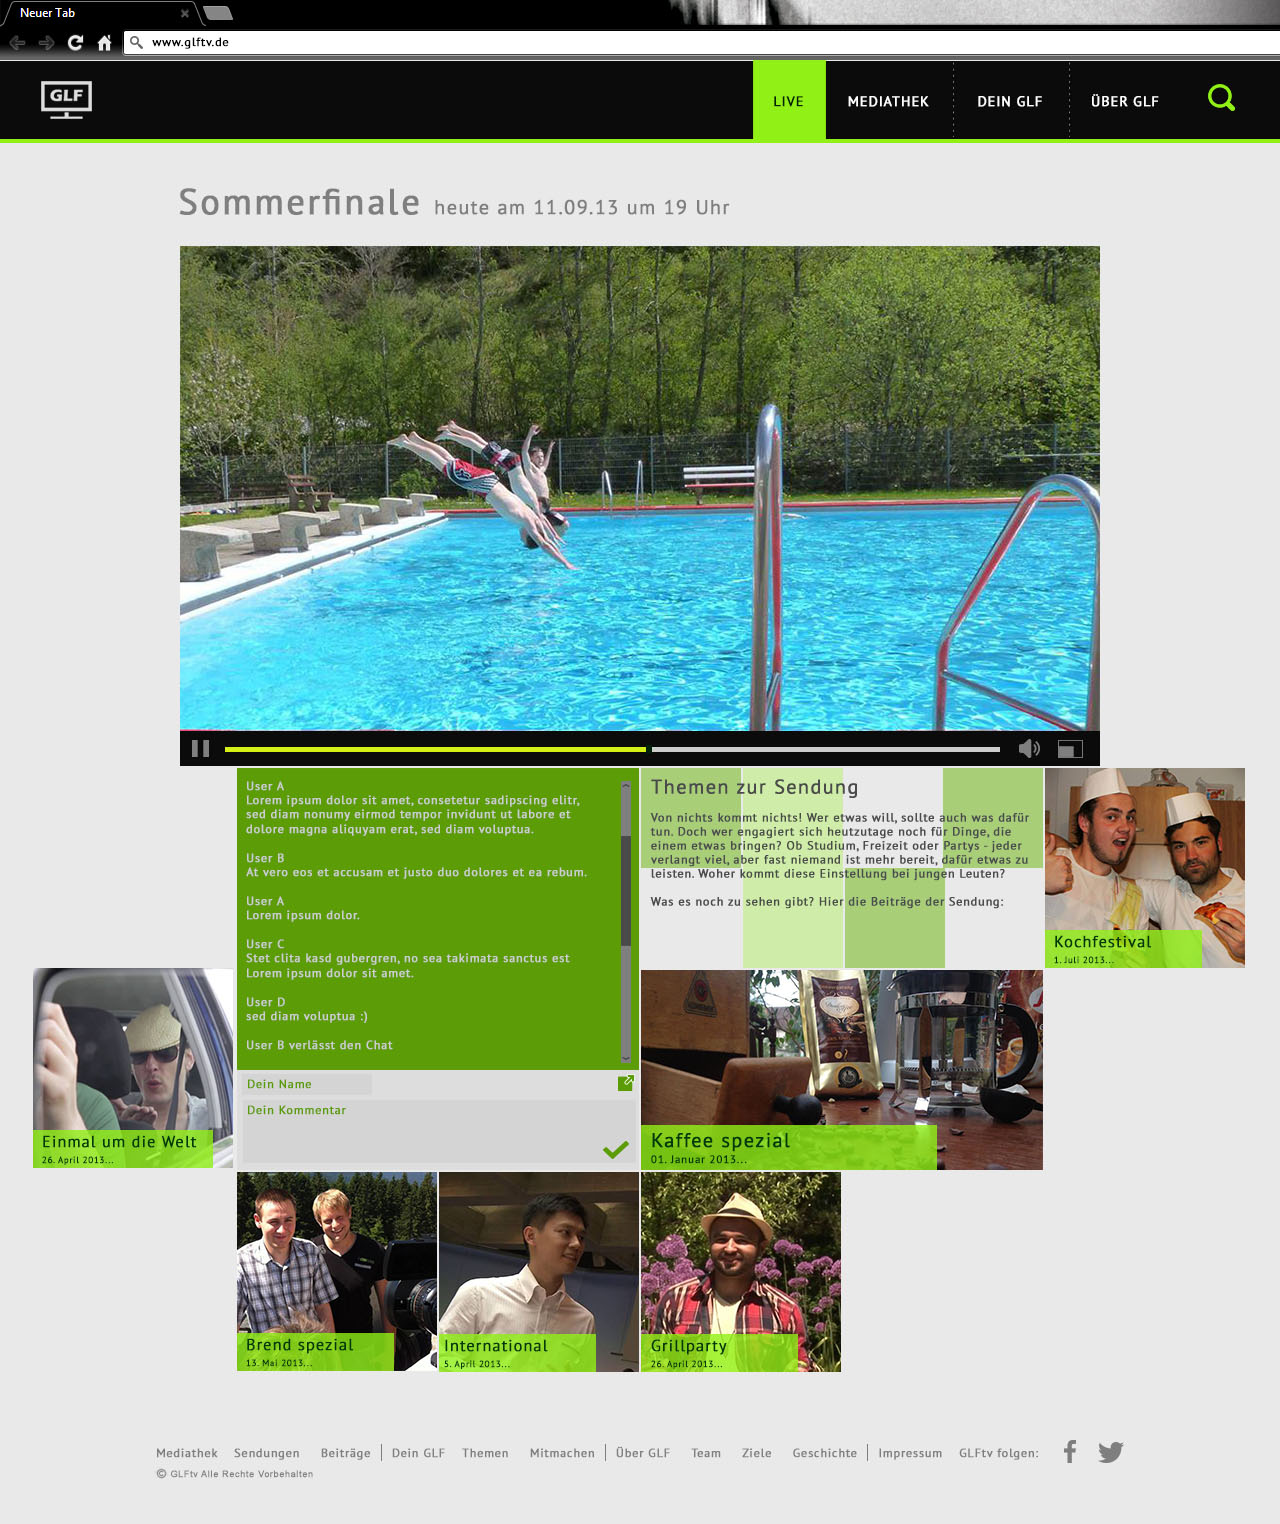 Neuer Tab
www.glftv.de
GLF
LIVE
MEDIATHEK
DEIN GLF
ÜBER GLF
Sommerfinale heute am 11.09.13 um 19 Uhr
User A
Lorem ipsum dolor sit amet, consetetur sadipscing elitr,
sed diam nonumy eirmod tempor invidunt ut labore et
dolore magna aliquyam erat, sed diam voluptua.
User B
At vero eos et accusam et justo duo dolores et ea rebum.
User A
Lorem ipsum dolor.
User C
Stet clita kasd gubergren, no sea takimata sanctus est
Lorem ipsum dolor sit amet.
User D
sed diam voluptua :)
User B verlässt den Chat
Dein Name
Dein Kommentar
Themen zur Sendung
Von nichts kommt nichts! Wer etwas will, sollte auch was dafür
tun. Doch wer engagiert sich heutzutage noch für Dinge, die
einem etwas bringen? Ob Studium, Freizeit oder Partys - jeder
verlangt viel, aber fast niemand ist mehr bereit, dafür etwas zu
leisten. Woher kommt diese Einstellung bei jungen Leuten?
Was es noch zu sehen gibt? Hier die Beiträge der Sendung:
Kochfestival
1. Juli 2013...
Einmal um die Welt
26. April 2013...
Kaffee spezial
01. Januar 2013...
Brend spezial
13. Mai 2013...
International
5. April 2013...
Grillparty
26. April 2013...
Mediathek Sendungen Beiträge Dein GLF Themen Mitmachen Über GLF Team Ziele Geschichte Impressum GLFtv folgen:
© GLFtv Alle Rechte Vorbehalten